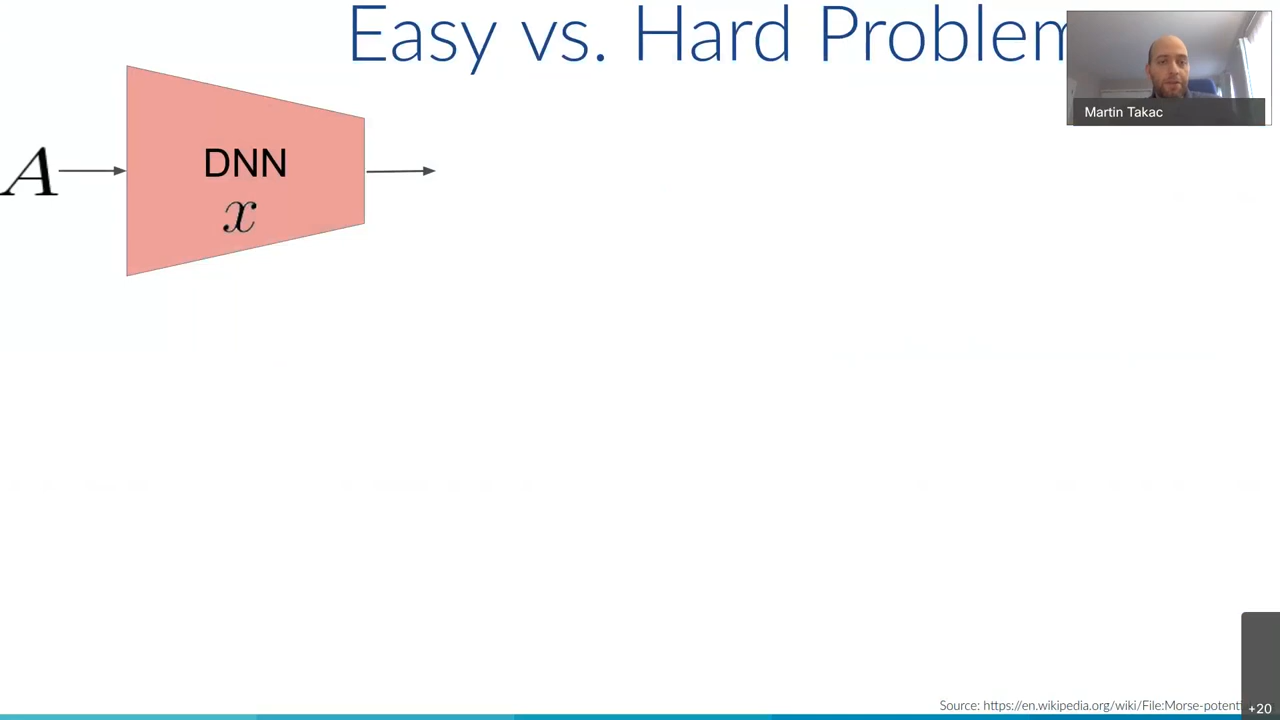 Easy vs. Hard Problem
Martin Takac
A
DNN
x
Source: https://en.wikipedia.org/wiki/File:Morse-potent
+20